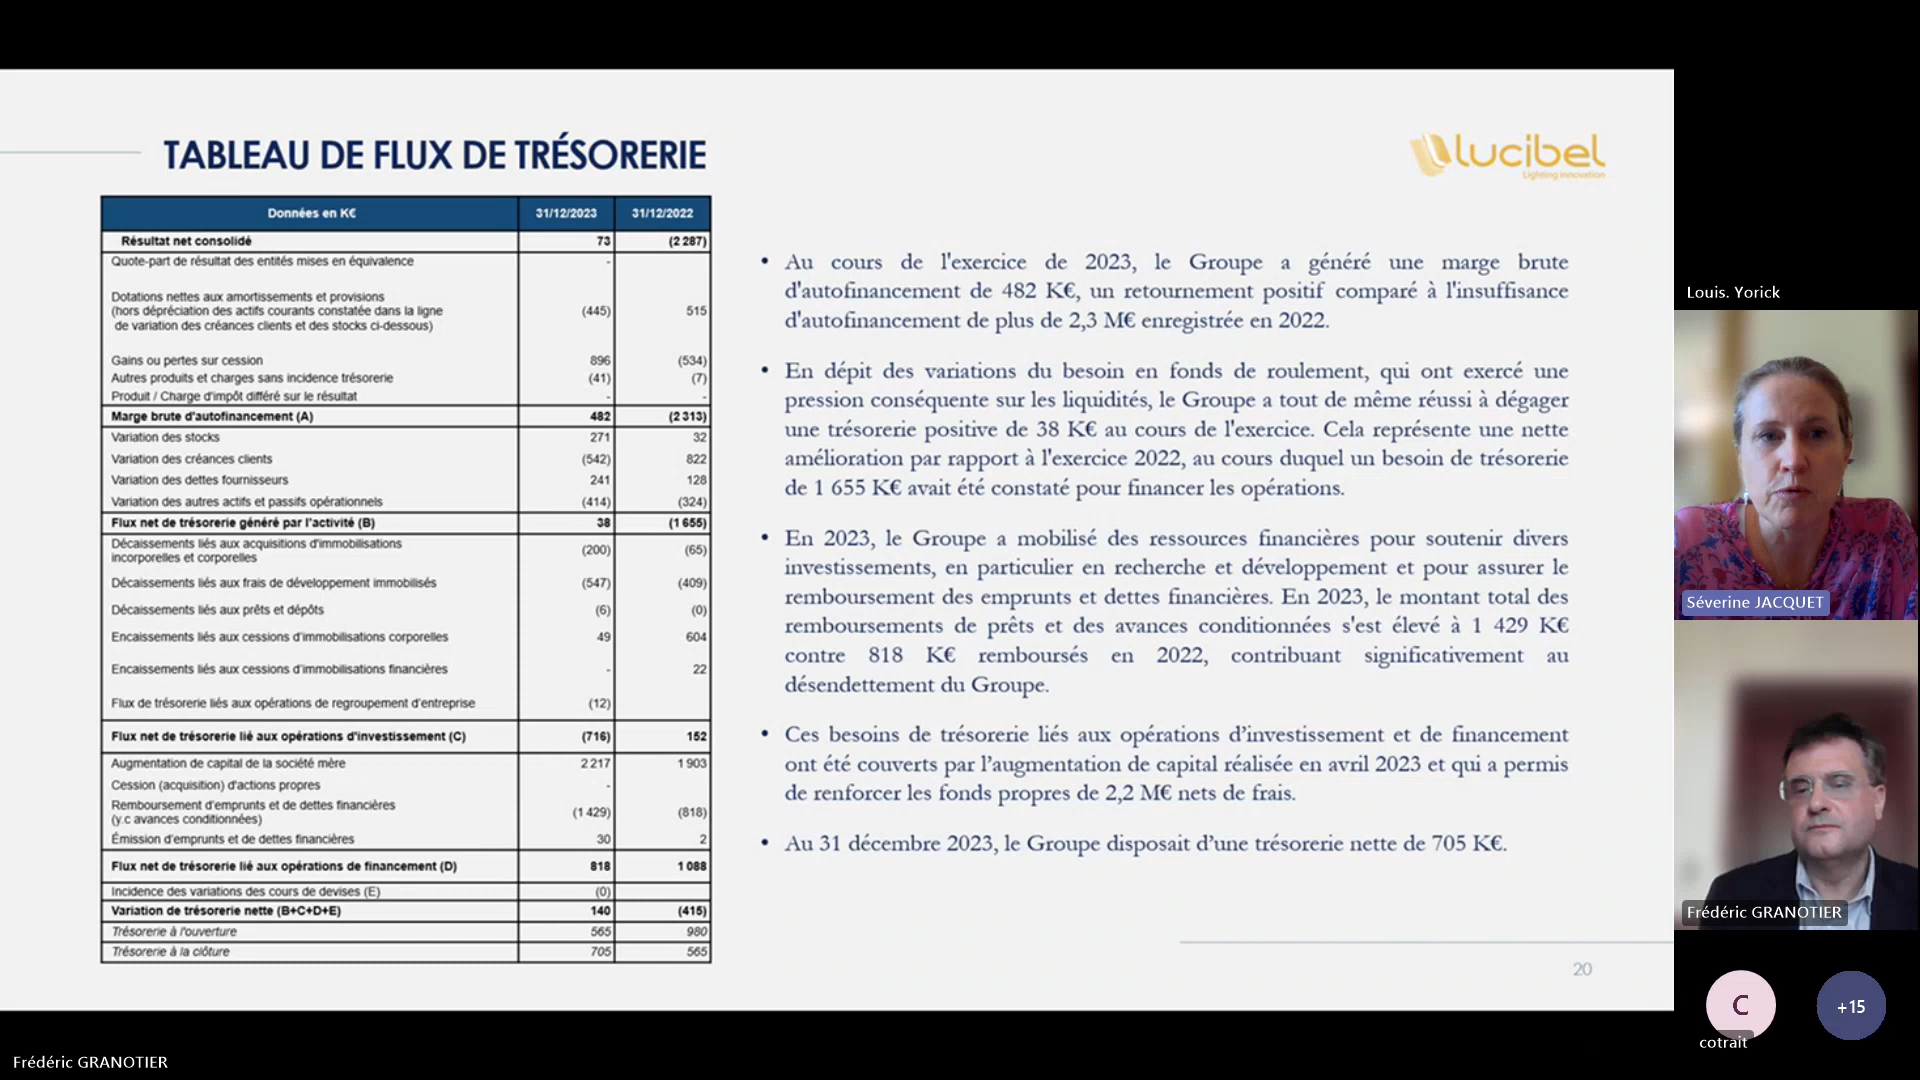 TABLEAU DE FLUX DE TRÉSORERIE
lucibel
Lighting Innovation
Données en K€ 31/12/2023 31/12/2022
Résultat net consolidé 73 (2 287)
Quote-part de résultat des entités mises en équivalence -
Dotations nettes aux amortissements et provisions
(hors dépréciation des actifs courants constatée dans la ligne (445) 515
de variation des créances clients et des stocks ci-dessous)
Gains ou pertes sur cession 896 (534)
Autres produits et charges sans incidence trésorerie (41) (7)
Produit / Charge d'impôt différé sur le résultat - -
Marge brute d'autofinancement (A) 482 (2 313)
Variation des stocks 271 32
Variation des créances clients (542) 822
Variation des dettes fournisseurs 241 128
Variation des autres actifs et passifs opérationnels (414) (324)
Flux net de trésorerie généré par l'activité (B) 38 (1 655)
Décaissements liés aux acquisitions d'immobilisations
incorporelles et corporelles (200) (65)
Décaissements liés aux frais de développement immobilisés (547) (409)
Décaissements liés aux prêts et dépôts (6) (0)
Encaissements liés aux cessions d'immobilisations corporelles 49 604
Encaissements liés aux cessions d'immobilisations financières - 22
Flux de trésorerie liés aux opérations de regroupement d'entreprise (12)
Flux net de trésorerie lié aux opérations d'investissement (C) (716) 152
Augmentation de capital de la société mère 2 217 1 903
Cession (acquisition) d'actions propres -
Remboursement d'emprunts et de dettes financières
(y.c avances conditionnées) (1 429) (818)
Émission d'emprunts et de dettes financières 30 2
Flux net de trésorerie lié aux opérations de financement (D) 818 1 088
Incidence des variations des cours de devises (E) (0)
Variation de trésorerie nette (B+C+D+E) 140 (415)
Trésorerie à l'ouverture 565 980
Trésorerie à la clôture 705 565
• Au cours de l'exercice de 2023, le Groupe a généré une marge brute
d'autofinancement de 482 K€, un retournement positif comparé à l'insuffisance
d'autofinancement de plus de 2,3 M€ enregistrée en 2022.
• En dépit des variations du besoin en fonds de roulement, qui ont exercé une
pression conséquente sur les liquidités, le Groupe a tout de même réussi à dégager
une trésorerie positive de 38 K€ au cours de l'exercice. Cela représente une nette
amélioration par rapport à l'exercice 2022, au cours duquel un besoin de trésorerie
de 1 655 K€ avait été constaté pour financer les opérations.
• En 2023, le Groupe a mobilisé des ressources financières pour soutenir divers
investissements, en particulier en recherche et développement et pour assurer le
remboursement des emprunts et dettes financières. En 2023, le montant total des
remboursements de prêts et des avances conditionnées s'est élevé à 1 429 K€
contre 818 K€ remboursés en 2022, contribuant significativement au
désendettement du Groupe.
• Ces besoins de trésorerie liés aux opérations d’investissement et de financement
ont été couverts par l’augmentation de capital réalisée en avril 2023 et qui a permis
de renforcer les fonds propres de 2,2 M€ nets de frais.
• Au 31 décembre 2023, le Groupe disposait d’une trésorerie nette de 705 K€.
20
Louis. Yorick
Séverine JACQUET
Frédéric GRANOTIER
C
+15
cotrait
Frédéric GRANOTIER